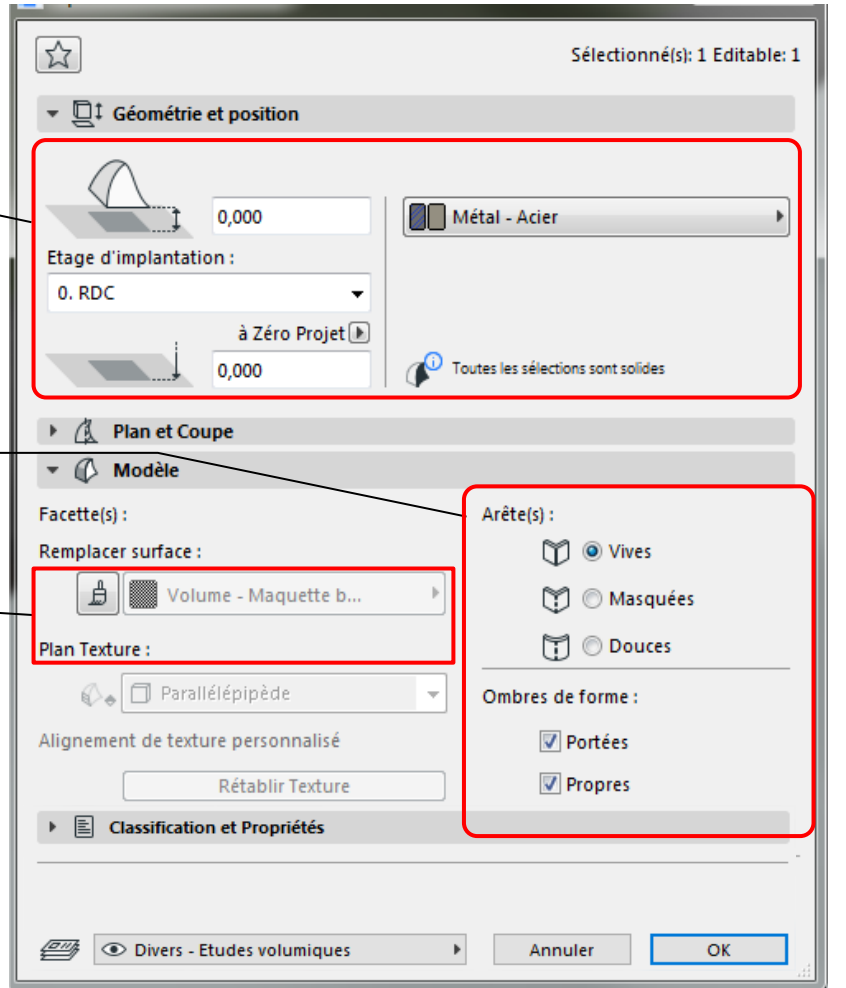 Sélectionné(s): 1 Editable: 1
Géométrie et position
0,000
Métal - Acier
Etage d'implantation :
0. RDC
à Zéro Projet
0,000
Toutes les sélections sont solides
Plan et Coupe
Modèle
Facette(s) :
Arête(s) :
Remplacer surface :
Vives
Volume - Maquette b...
Masquées
Plan Texture :
Douces
Parallélépipède
Ombres de forme :
Alignement de texture personnalisé
Portées
Rétablir Texture
Propres
Classification et Propriétés
Divers - Etudes volumiques
Annuler
OK